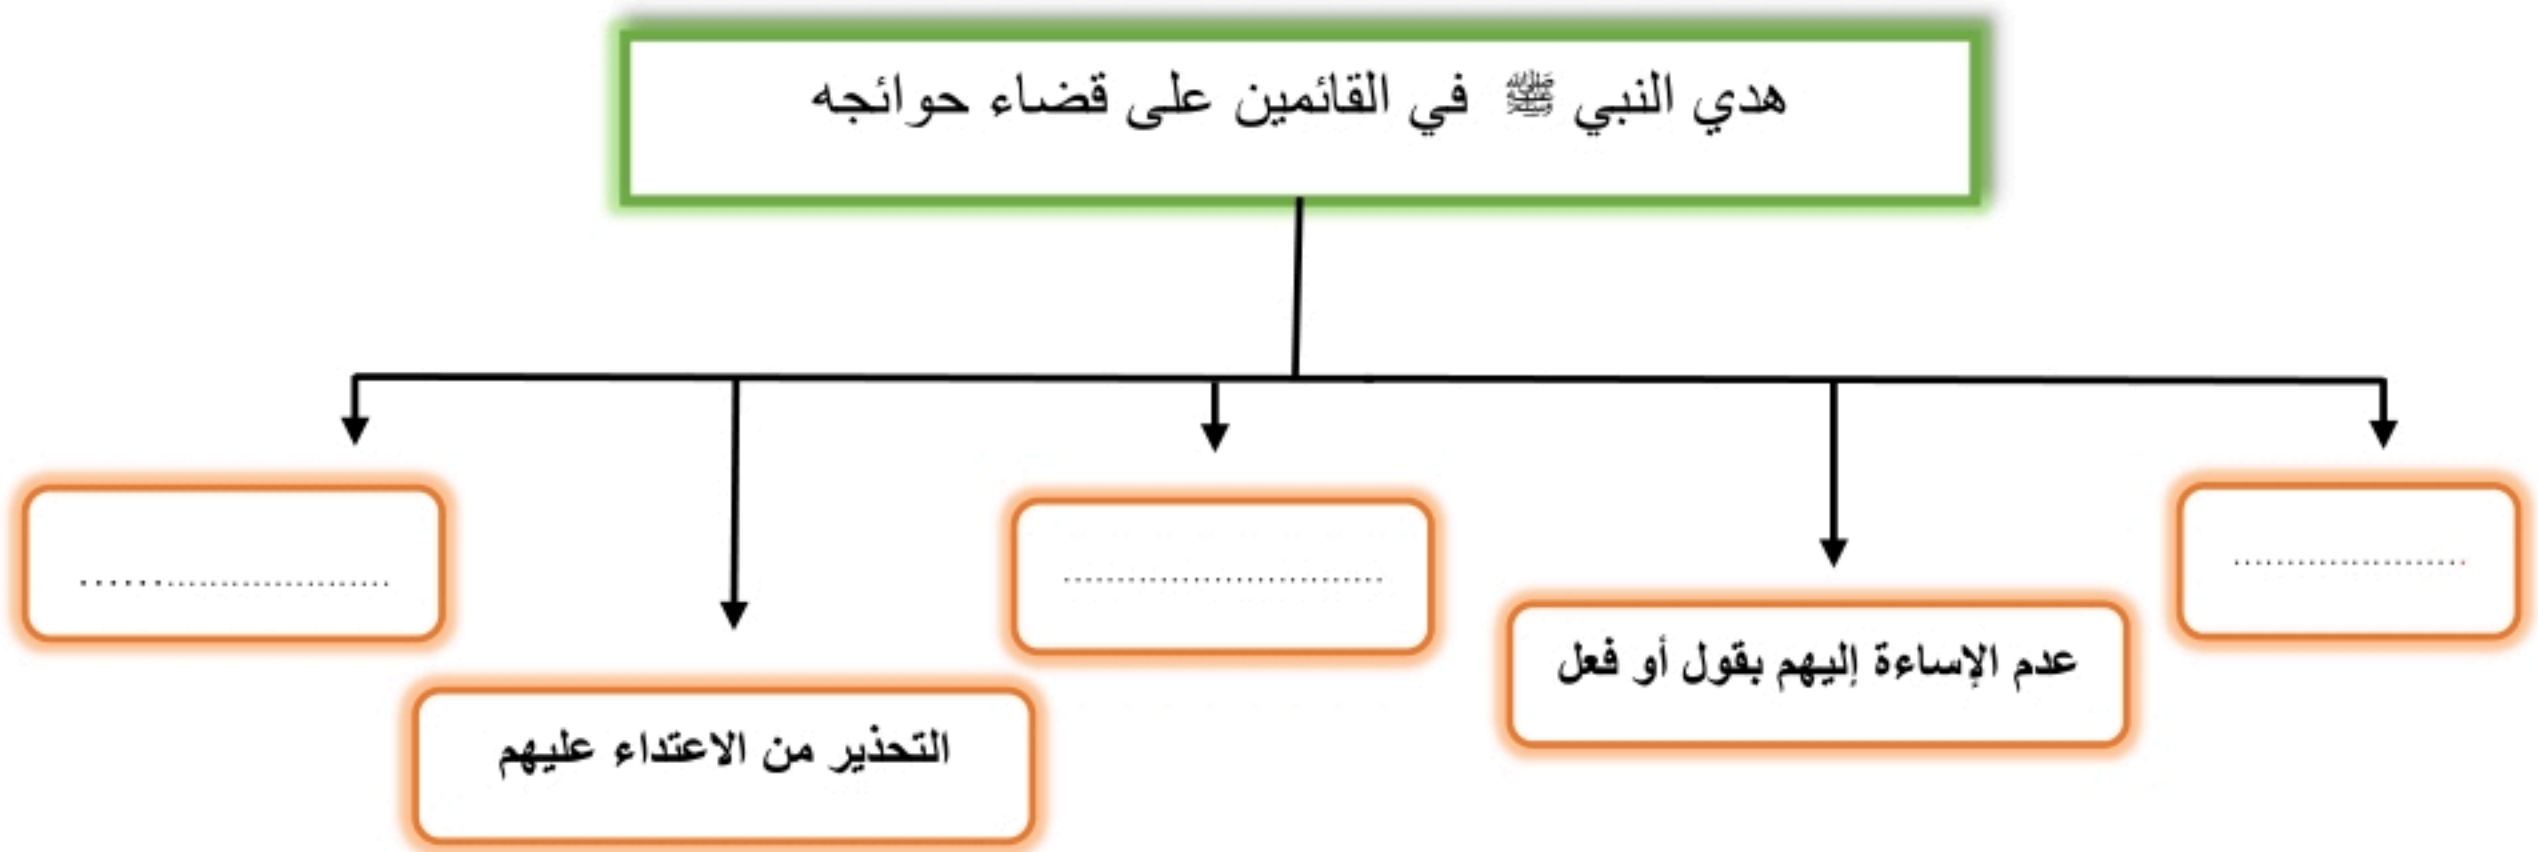 هدي النبي ﷺ في القائمين على قضاء حوائجه
.......................
..............................
.............................
عدم الإساءة إليهم بقول أو فعل
التحذير من الاعتداء عليهم